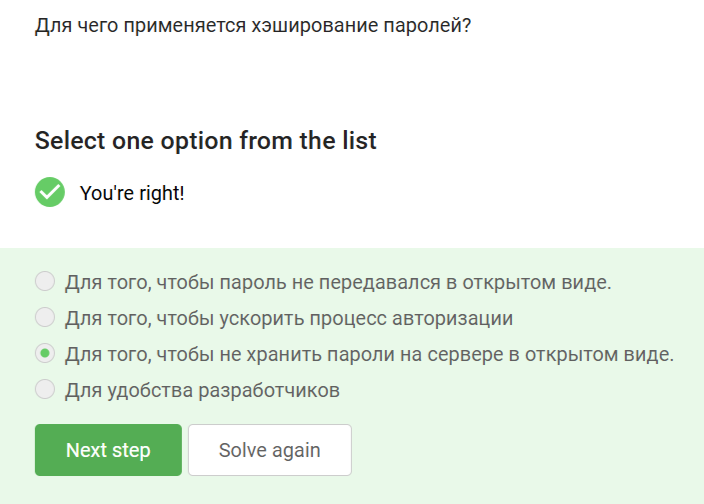 Для чего применяется хэширование паролей?
Select one option from the list
You're right!
Для того, чтобы пароль не передавался в открытом виде.
Для того, чтобы ускорить процесс авторизации
Для того, чтобы не хранить пароли на сервере в открытом виде.
Для удобства разработчиков
Next step
Solve again